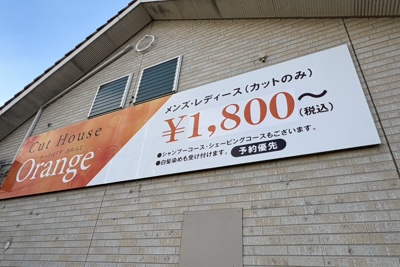 Cut House
Orange
メンズ・レディース(カットのみ)
¥1,800〜
(税込)
●シャンプーコース・シェービングコースもございます。
●白髪染めも受け付けます。 予約優先